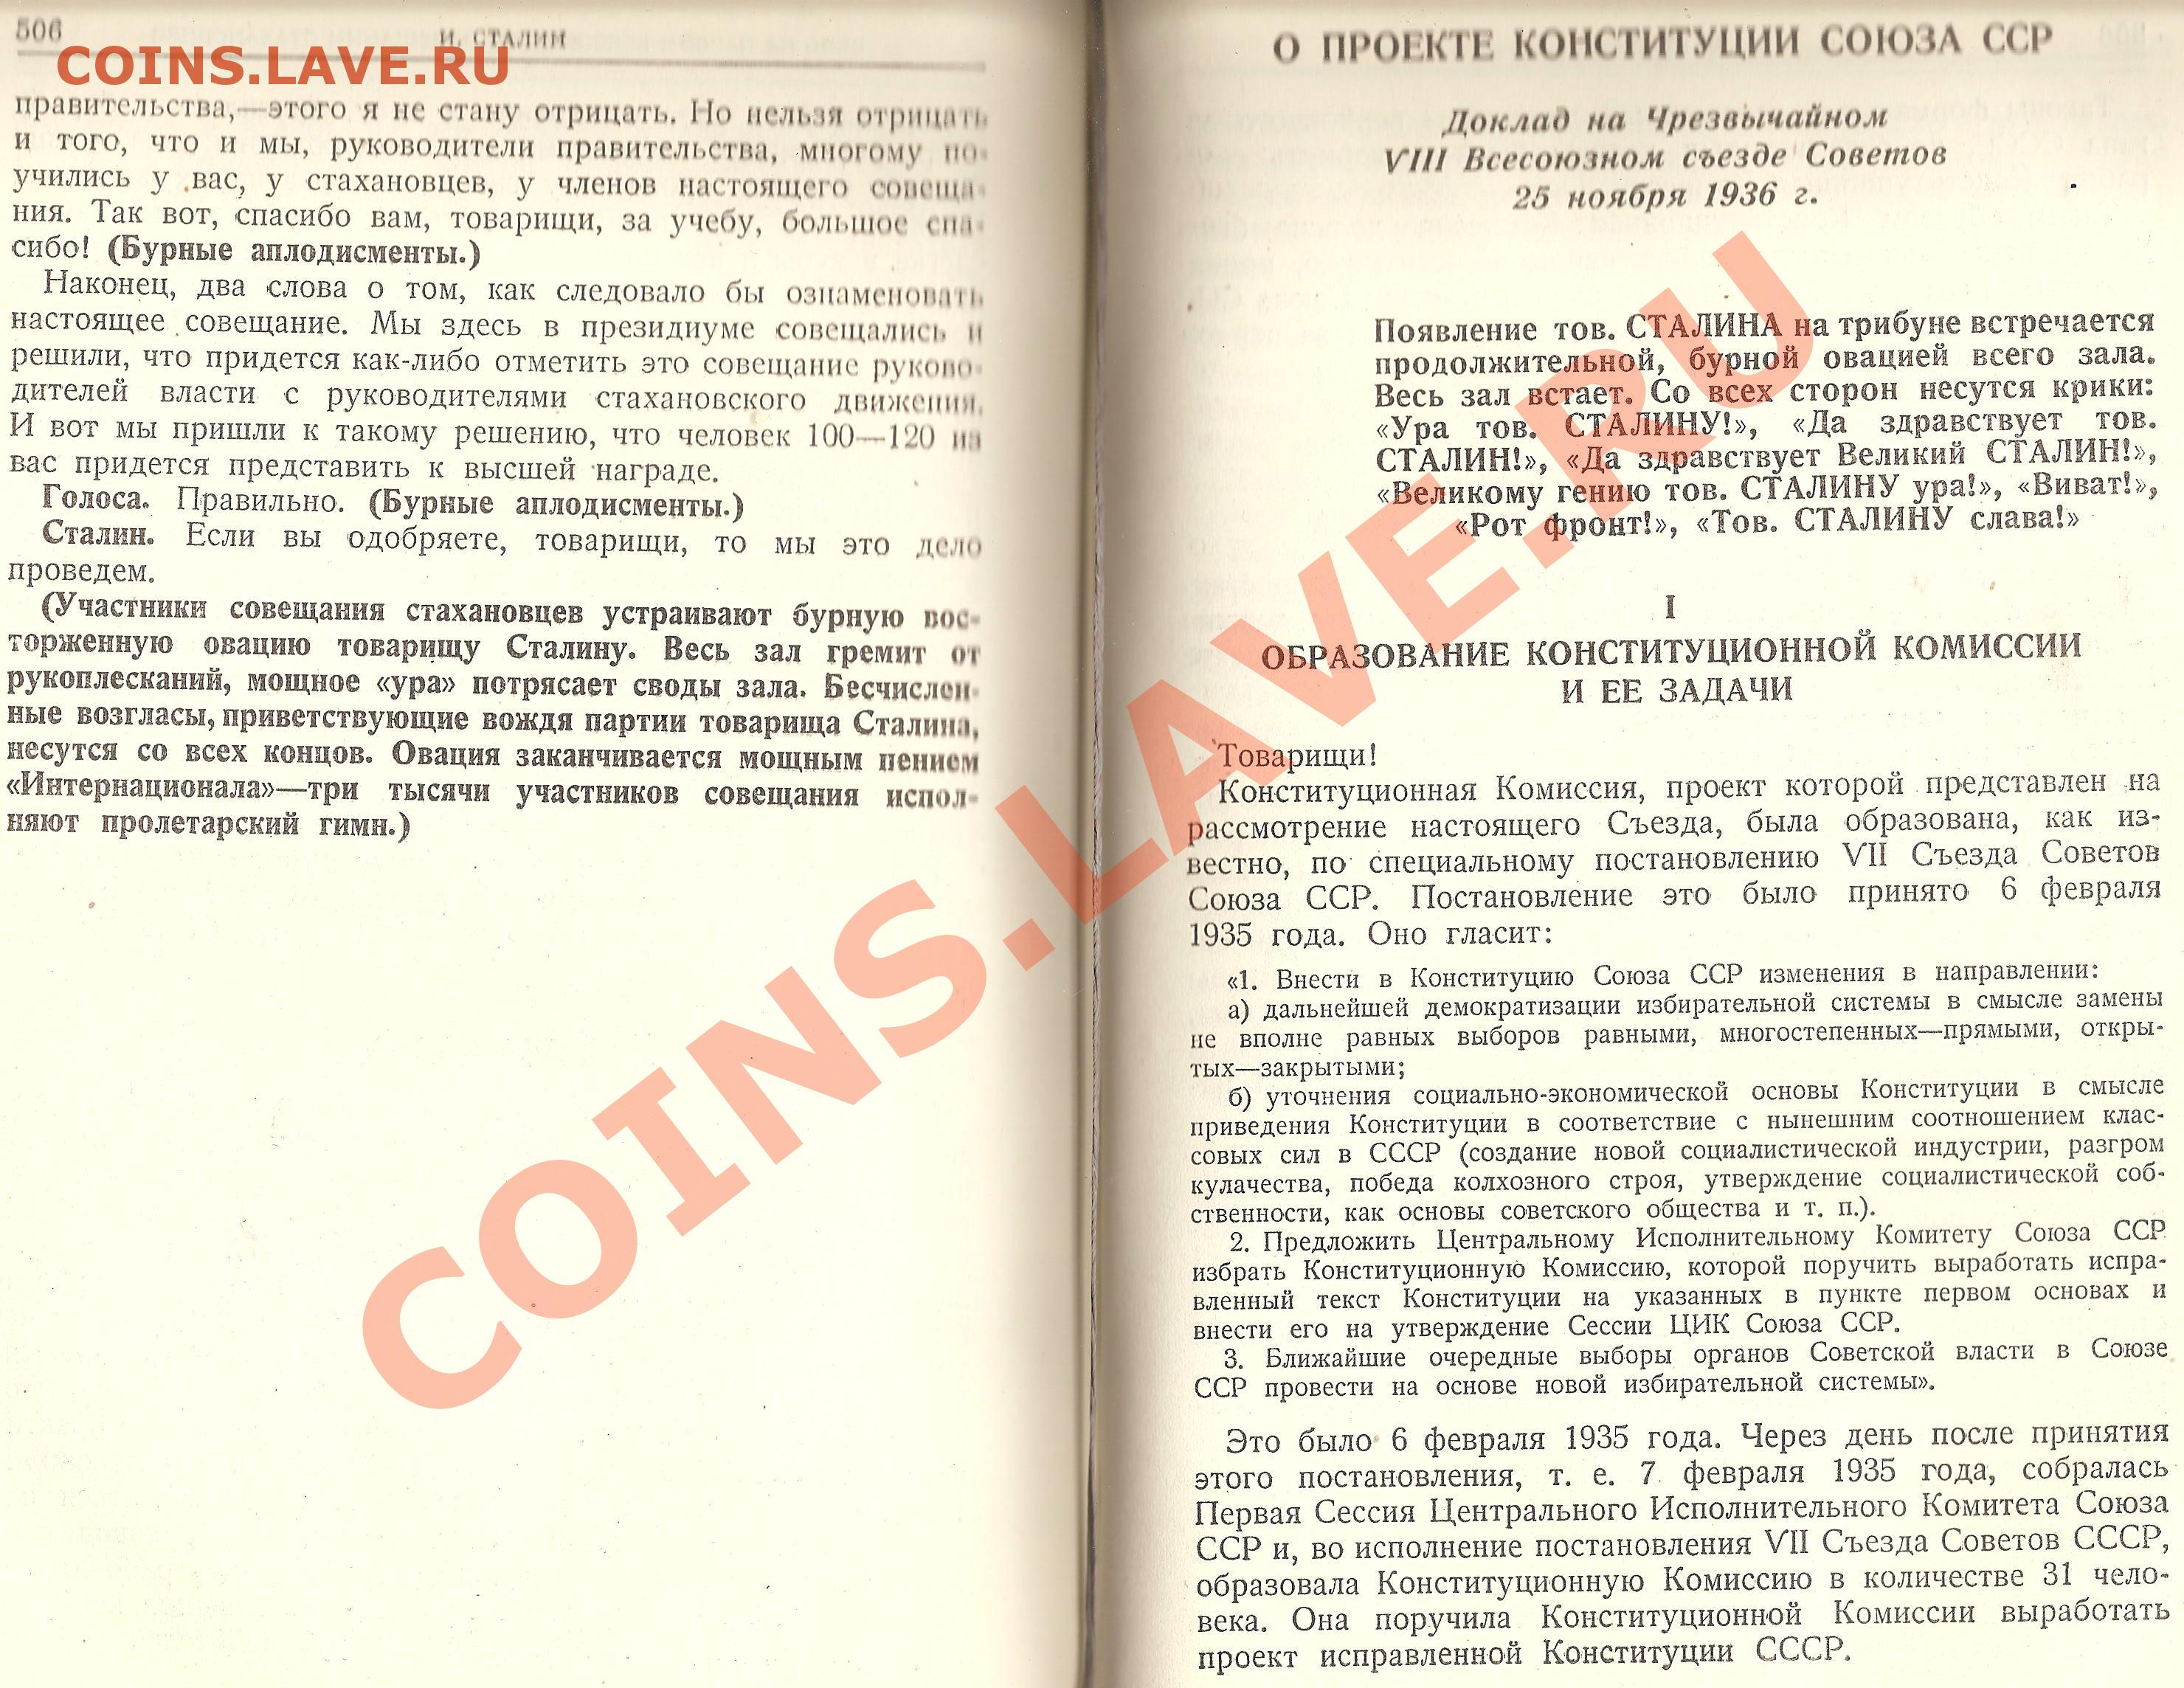 506
И. СТАЛИН
COINS.LAVE.RU
правительства,—этого я не стану отрицать. Но нельзя отрицать
и того, что и мы, руководители правительства, многому по-
учились у вас, у стахановцев, у членов настоящего совеща-
ния. Так вот, спасибо вам, товарищи, за учебу, большое спа-
сибо! (Бурные аплодисменты.)
Наконец, два слова о том, как следовало бы ознаменовать
настоящее совещание. Мы здесь в президиуме совещались и
решили, что придется как-либо отметить это совещание руково-
дителей власти с руководителями стахановского движения.
И вот мы пришли к такому решению, что человек 100—120 из
вас придется представить к высшей награде.
Голоса. Правильно. (Бурные аплодисменты.)
Сталин. Если вы одобряете, товарищи, то мы это дело
проведем.
(Участники совещания стахановцев устраивают бурную вос-
торженную овацию товарищу Сталину. Весь зал гремит от
рукоплесканий, мощное «ура» потрясает своды зала. Бесчислен-
ные возгласы, приветствующие вождя партии товарища Сталина,
несутся со всех концов. Овация заканчивается мощным пением
«Интернационала»—три тысячи участников совещания испол-
няют пролетарский гимн.)
О ПРОЕКТЕ КОНСТИТУЦИИ СОЮЗА ССР
Доклад на Чрезвычайном
VIII Всесоюзном съезде Советов
25 ноября 1936 г.
Появление тов. СТАЛИНА на трибуне встречается
продолжительной, бурной овацией всего зала.
Весь зал встает. Со всех сторон несутся крики:
«Ура тов. СТАЛИНУ!», «Да здравствует тов.
СТАЛИН!», «Да здравствует Великий СТАЛИН!»,
«Великому гению тов. СТАЛИНУ ура!», «Виват!»,
«Рот фронт!», «Тов. СТАЛИНУ слава!»
I
ОБРАЗОВАНИЕ КОНСТИТУЦИОННОЙ КОМИССИИ
И ЕЕ ЗАДАЧИ
Товарищи!
Конституционная Комиссия, проект которой представлен на
рассмотрение настоящего Съезда, была образована, как из-
вестно, по специальному постановлению VII Съезда Советов
Союза ССР. Постановление это было принято 6 февраля
1935 года. Оно гласит:
«1. Внести в Конституцию Союза ССР изменения в направлении:
а) дальнейшей демократизации избирательной системы в смысле замены
не вполне равных выборов равными, многостепенных—прямыми, откры-
тых—закрытыми;
б) уточнения социально-экономической основы Конституции в смысле
приведения Конституции в соответствие с нынешним соотношением клас-
совых сил в СССР (создание новой социалистической индустрии, разгром
кулачества, победа колхозного строя, утверждение социалистической соб-
ственности, как основы советского общества и т. п.).
2. Предложить Центральному Исполнительному Комитету Союза ССР
избрать Конституционную Комиссию, которой поручить выработать испра-
вленный текст Конституции на указанных в пункте первом основах и
внести его на утверждение Сессии ЦИК Союза ССР.
3. Ближайшие очередные выборы органов Советской власти в Союзе
ССР провести на основе новой избирательной системы».
Это было 6 февраля 1935 года. Через день после принятия
этого постановления, т. е. 7 февраля 1935 года, собралась
Первая Сессия Центрального Исполнительного Комитета Союза
ССР и, во исполнение постановления VII Съезда Советов СССР,
образовала Конституционную Комиссию в количестве 31 чело-
века. Она поручила Конституционной Комиссии выработать
проект исправленной Конституции СССР.
COINS.LAVE.RU